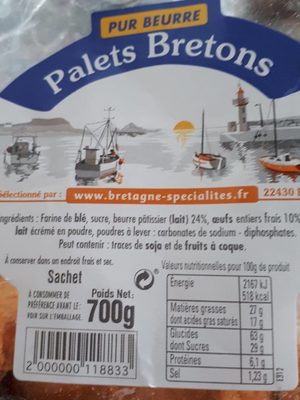 PUR BEURRE
Palets Bretons
Sélectionné par : www.bretagne-specialites.fr 22430
Ingrédients : Farine de blé, sucre, beurre pâtissier (lait) 24%, œufs entiers frais 10%
lait écrémé en poudre, poudres à lever : carbonates de sodium - diphosphates.
Peut contenir : traces de soja et de fruits à coque.
A conserver dans un endroit frais et sec.
Sachet
A CONSOMMER DE
PRÉFÉRENCE AVANT LE:
VOIR SUR L'EMBALLAGE
Poids Net:
700g
2 000000 118833
Valeurs nutritionnelles pour 100g de produit
Energie 2167 kJ
518 kcal
Matières grasses 27 g
dont acides gras saturés 17 g
Glucides 63 g
dont Sucres 29 g
Protéines 6,1 g
Sel 1,23 g